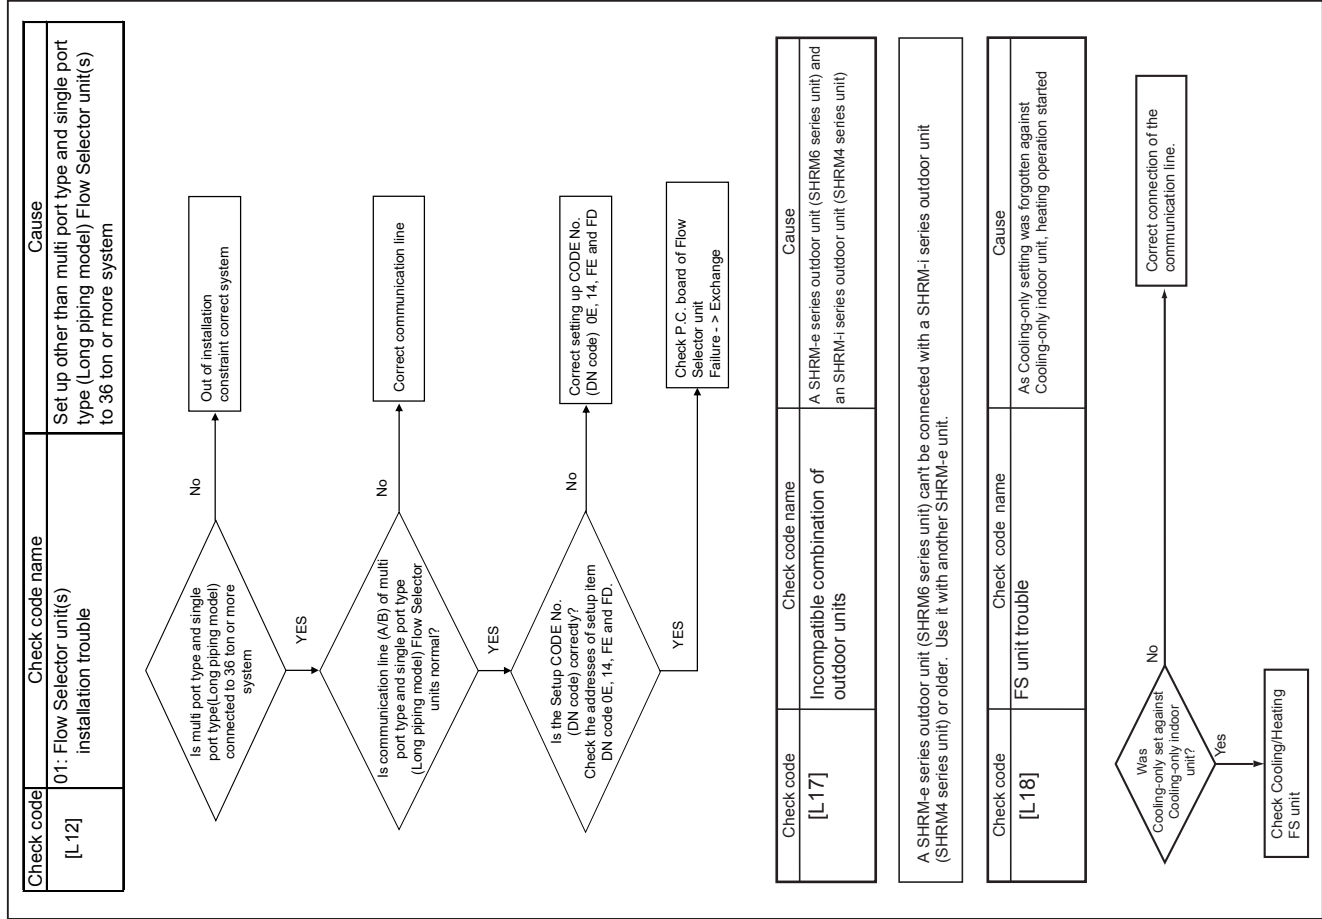 Check code
Check code name
Cause
[L12]
01: Flow Selector unit(s)
installation trouble
Set up other than multi port type and single port
type (Long piping model) Flow Selector unit(s)
to 36 ton or more system
Is multi port type and single
port type(Long piping model)
connected to 36 ton or more
system
No
Out of installation
constraint correct system
YES
Is communication line (A/B) of multi
port type and single port type
(Long piping model) Flow Selector
units normal?
No
Correct communication line
YES
Is the Setup CODE No.
(DN code) correctly?
Check the addresses of setup item
DN code 0E, 14, FE and FD.
No
Correct setting up CODE No.
(DN code) 0E, 14, FE and FD
YES
Check P.C. board of Flow
Selector unit
Failure - > Exchange
Check code
Check code name
Cause
[L17]
Incompatible combination of
outdoor units
A SHRM-e series outdoor unit (SHRM6 series unit) and
an SHRM-i series outdoor unit (SHRM4 series unit)
A SHRM-e series outdoor unit (SHRM6 series unit) can't be connected with a SHRM-i series outdoor unit
(SHRM4 series unit) or older. Use it with another SHRM-e unit.
Check code
Check code name
Cause
[L18]
FS unit trouble
As Cooling-only setting was forgotten against
Cooling-only indoor unit, heating operation started
Was
Cooling-only set against
Cooling-only indoor
unit?
No
Correct connection of the
communication line.
Yes
Check Cooling/Heating
FS unit